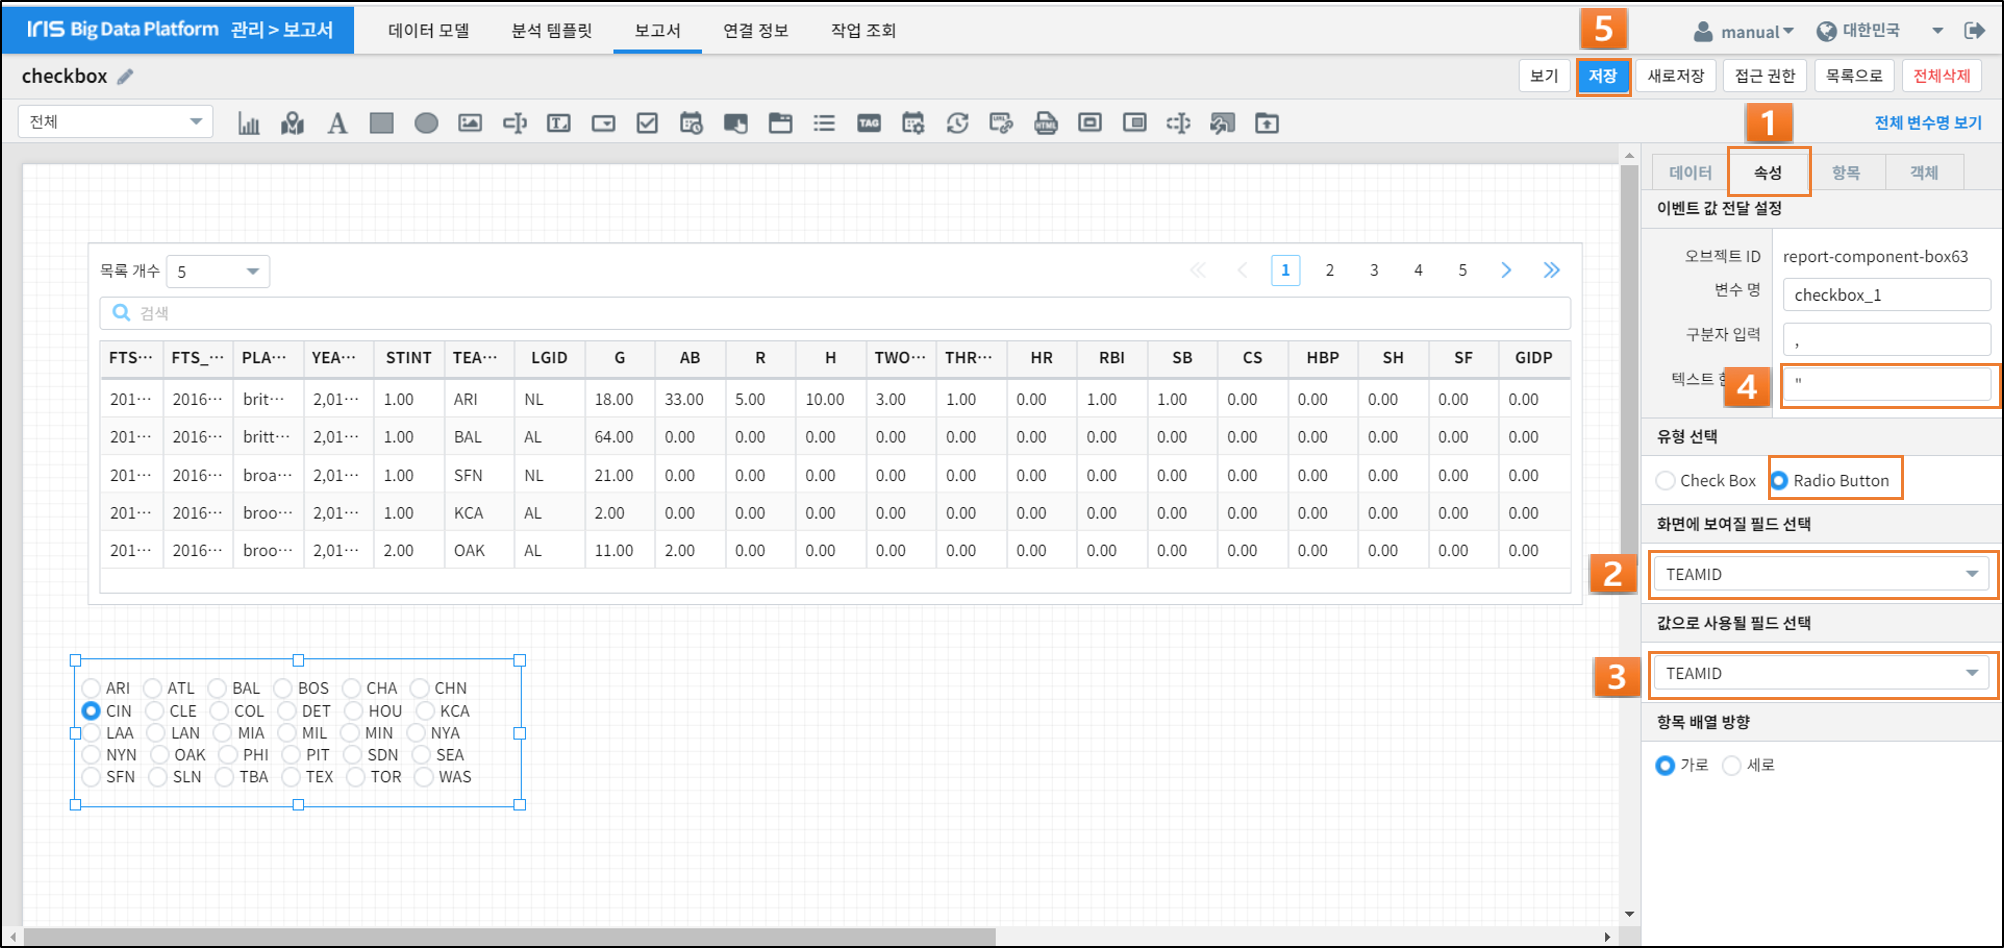 IRIS Big Data Platform 관리 > 보고서 데이터 모델 분석 템플릿 보고서 연결 정보 작업 조회 5 manual 대한민국
checkbox 보기 저장 새로저장 접근 권한 목록으로 전체삭제
전체 A T TAG URL HTML 1 전체 변수명 보기
데이터 속성 항목 객체
이벤트 값 전달 설정
오브젝트 ID report-component-box63
변수 명 checkbox_1
구분자 입력 ,
텍스트 4 "
유형 선택
Check Box Radio Button
화면에 보여질 필드 선택
2 TEAMID
값으로 사용될 필드 선택
3 TEAMID
항목 배열 방향
가로 세로
목록 개수 5 1 2 3 4 5
검색
FTS··· FTS_··· PLA··· YEA··· STINT TEA··· LGID G AB R H TWO··· THR··· HR RBI SB CS HBP SH SF GIDP
201··· 2016··· brit··· 2,01··· 1.00 ARI NL 18.00 33.00 5.00 10.00 3.00 1.00 0.00 1.00 1.00 0.00 0.00 0.00 0.00 0.00
201··· 2016··· britt··· 2,01··· 1.00 BAL AL 64.00 0.00 0.00 0.00 0.00 0.00 0.00 0.00 0.00 0.00 0.00 0.00 0.00 0.00
201··· 2016··· broa··· 2,01··· 1.00 SFN NL 21.00 0.00 0.00 0.00 0.00 0.00 0.00 0.00 0.00 0.00 0.00 0.00 0.00 0.00
201··· 2016··· broo··· 2,01··· 1.00 KCA AL 2.00 0.00 0.00 0.00 0.00 0.00 0.00 0.00 0.00 0.00 0.00 0.00 0.00 0.00
201··· 2016··· broo··· 2,01··· 2.00 OAK AL 11.00 2.00 0.00 0.00 0.00 0.00 0.00 0.00 0.00 0.00 0.00 0.00 0.00 0.00
ARI ATL BAL BOS CHA CHN
CIN CLE COL DET HOU KCA
LAA LAN MIA MIL MIN NYA
NYN OAK PHI PIT SDN SEA
SFN SLN TBA TEX TOR WAS